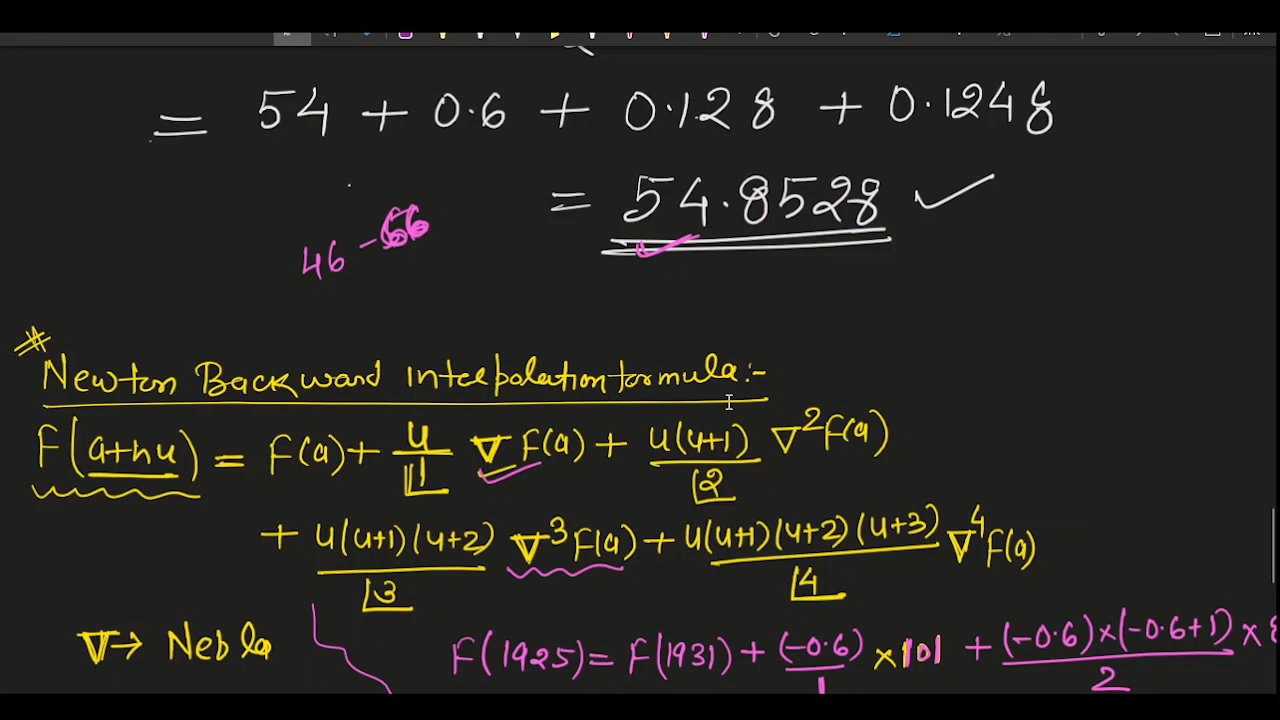 = 54 + 0.6 + 0.128 + 0.1248
= 54.8528 ✓
46 - 66
* Newton Backward interpolation formula:-
F(a+hu) = F(a) + u/⌊1 ∇F(a) + u(u+1)/⌊2 ∇²F(a)
+ u(u+1)(u+2)/⌊3 ∇³F(a) + u(u+1)(u+2)(u+3)/⌊4 ∇⁴F(a)
∇→ Nebla
F(1925) = F(1931) + (-0.6)/1 ×101 + (-0.6)×(-0.6+1)/2 ×